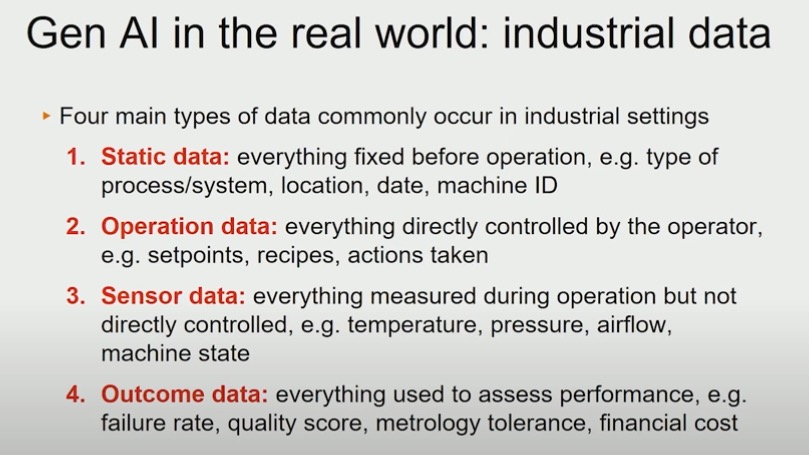 Gen AI in the real world: industrial data
▸ Four main types of data commonly occur in industrial settings
1. Static data: everything fixed before operation, e.g. type of
process/system, location, date, machine ID
2. Operation data: everything directly controlled by the operator,
e.g. setpoints, recipes, actions taken
3. Sensor data: everything measured during operation but not
directly controlled, e.g. temperature, pressure, airflow,
machine state
4. Outcome data: everything used to assess performance, e.g.
failure rate, quality score, metrology tolerance, financial cost